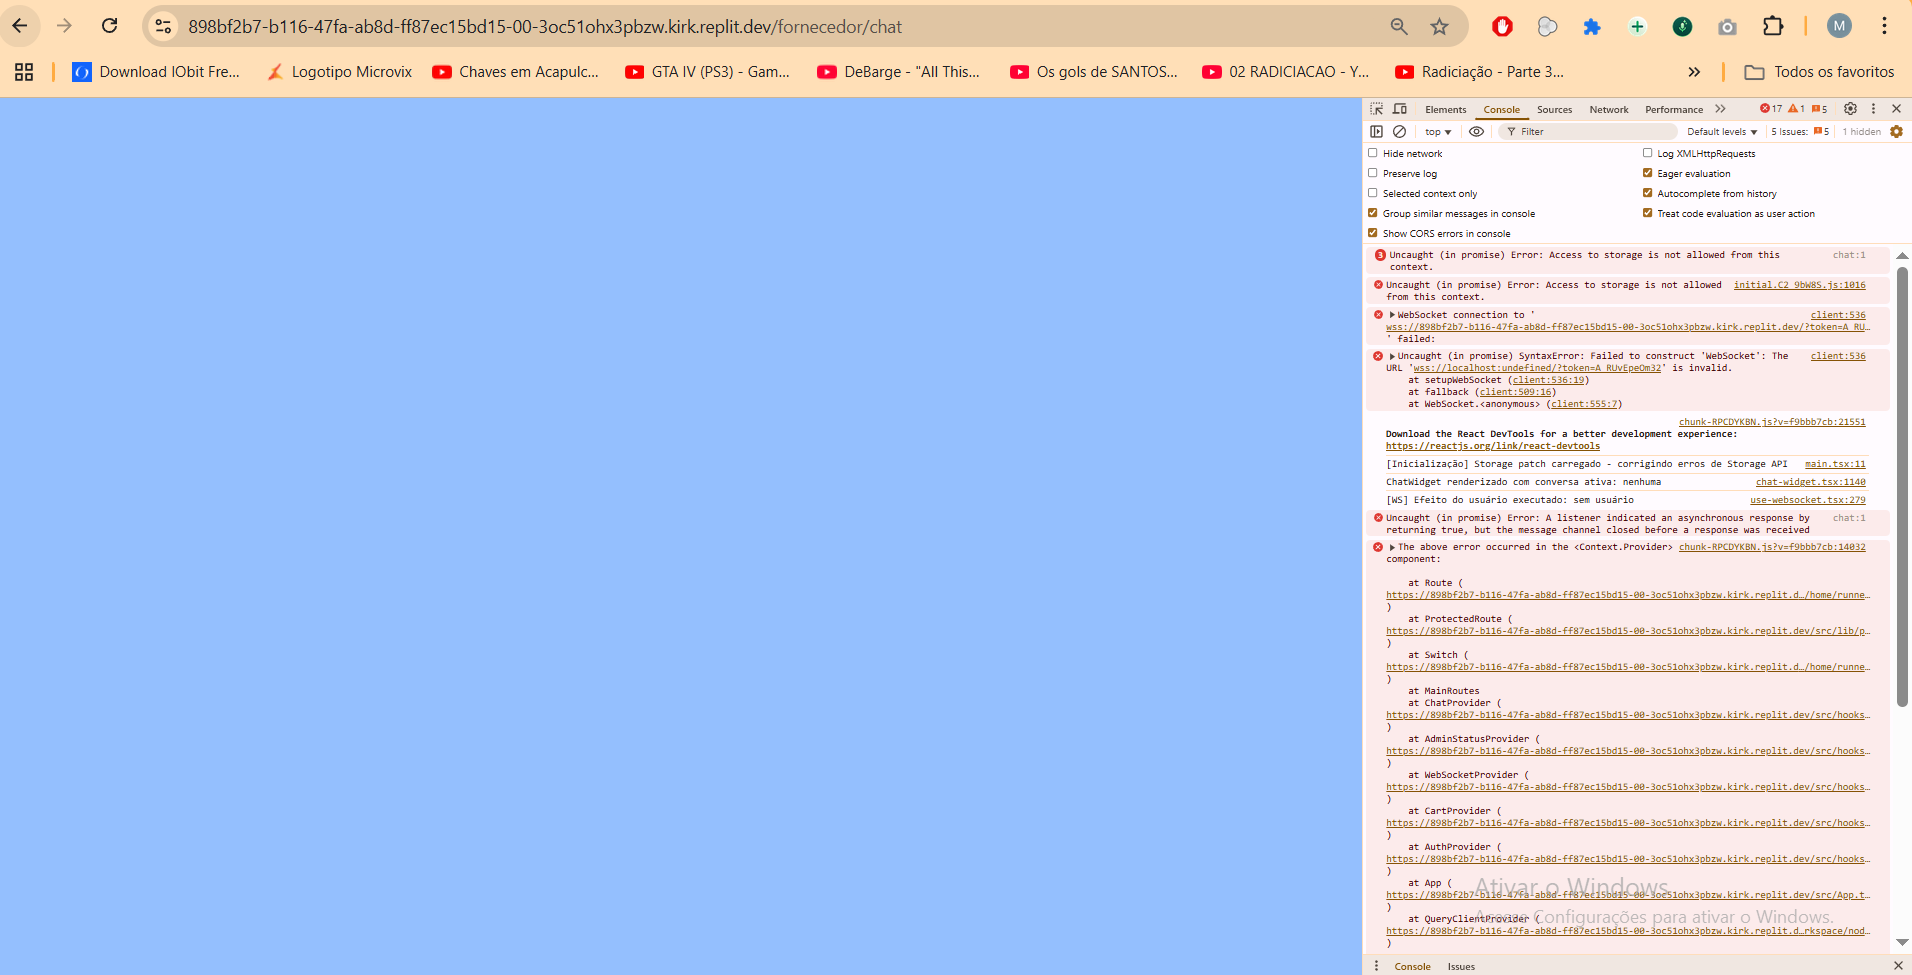 898bf2b7-b116-47fa-ab8d-ff87ec15bd15-00-3oc51ohx3pbzw.kirk.replit.dev/fornecedor/chat
M
Download IObit Fre...
Logotipo Microvix
Chaves em Acapulc...
GTA IV (PS3) - Gam...
DeBarge - "All This...
Os gols de SANTOS...
02 RADICIACAO - Y...
Radiciação - Parte 3...
Todos os favoritos
Elements Console Sources Network Performance 17 1 5
top Filter Default levels 5 Issues: 5 1 hidden
Hide network
Log XMLHttpRequests
Preserve log
Eager evaluation
Selected context only
Autocomplete from history
Group similar messages in console
Treat code evaluation as user action
Show CORS errors in console
3 Uncaught (in promise) Error: Access to storage is not allowed from this chat:1
context.
Uncaught (in promise) Error: Access to storage is not allowed initial.C2_9bW8S.js:1016
from this context.
WebSocket connection to ' client:536
wss://898bf2b7-b116-47fa-ab8d-ff87ec15bd15-00-3oc51ohx3pbzw.kirk.replit.dev/?token=A_RU…
' failed:
Uncaught (in promise) SyntaxError: Failed to construct 'WebSocket': The client:536
URL 'wss://localhost:undefined/?token=A_RUvEpeOm32' is invalid.
at setupWebSocket (client:536:19)
at fallback (client:509:16)
at WebSocket.<anonymous> (client:555:7)
chunk-RPCDYKBN.js?v=f9bbb7cb:21551
Download the React DevTools for a better development experience:
https://reactjs.org/link/react-devtools
[Inicialização] Storage patch carregado - corrigindo erros de Storage API main.tsx:11
ChatWidget renderizado com conversa ativa: nenhuma chat-widget.tsx:1140
[WS] Efeito do usuário executado: sem usuário use-websocket.tsx:279
Uncaught (in promise) Error: A listener indicated an asynchronous response by chat:1
returning true, but the message channel closed before a response was received
The above error occurred in the <Context.Provider> chunk-RPCDYKBN.js?v=f9bbb7cb:14032
component:
at Route (
https://898bf2b7-b116-47fa-ab8d-ff87ec15bd15-00-3oc51ohx3pbzw.kirk.replit.d…/home/runne…
)
at ProtectedRoute (
https://898bf2b7-b116-47fa-ab8d-ff87ec15bd15-00-3oc51ohx3pbzw.kirk.replit.dev/src/lib/p…
)
at Switch (
https://898bf2b7-b116-47fa-ab8d-ff87ec15bd15-00-3oc51ohx3pbzw.kirk.replit.d…/home/runne…
)
at MainRoutes
at ChatProvider (
https://898bf2b7-b116-47fa-ab8d-ff87ec15bd15-00-3oc51ohx3pbzw.kirk.replit.dev/src/hooks…
)
at AdminStatusProvider (
https://898bf2b7-b116-47fa-ab8d-ff87ec15bd15-00-3oc51ohx3pbzw.kirk.replit.dev/src/hooks…
)
at WebSocketProvider (
https://898bf2b7-b116-47fa-ab8d-ff87ec15bd15-00-3oc51ohx3pbzw.kirk.replit.dev/src/hooks…
)
at CartProvider (
https://898bf2b7-b116-47fa-ab8d-ff87ec15bd15-00-3oc51ohx3pbzw.kirk.replit.dev/src/hooks…
)
at AuthProvider (
https://898bf2b7-b116-47fa-ab8d-ff87ec15bd15-00-3oc51ohx3pbzw.kirk.replit.dev/src/hooks…
)
at App (
https://898bf2b7-b116-47fa-ab8d-ff87ec15bd15-00-3oc51ohx3pbzw.kirk.replit.dev/src/App.t…
)
at QueryClientProvider (
https://898bf2b7-b116-47fa-ab8d-ff87ec15bd15-00-3oc51ohx3pbzw.kirk.replit.d…rkspace/nod…
)
Ativar o Windows
Acesse Configurações para ativar o Windows.
Console Issues